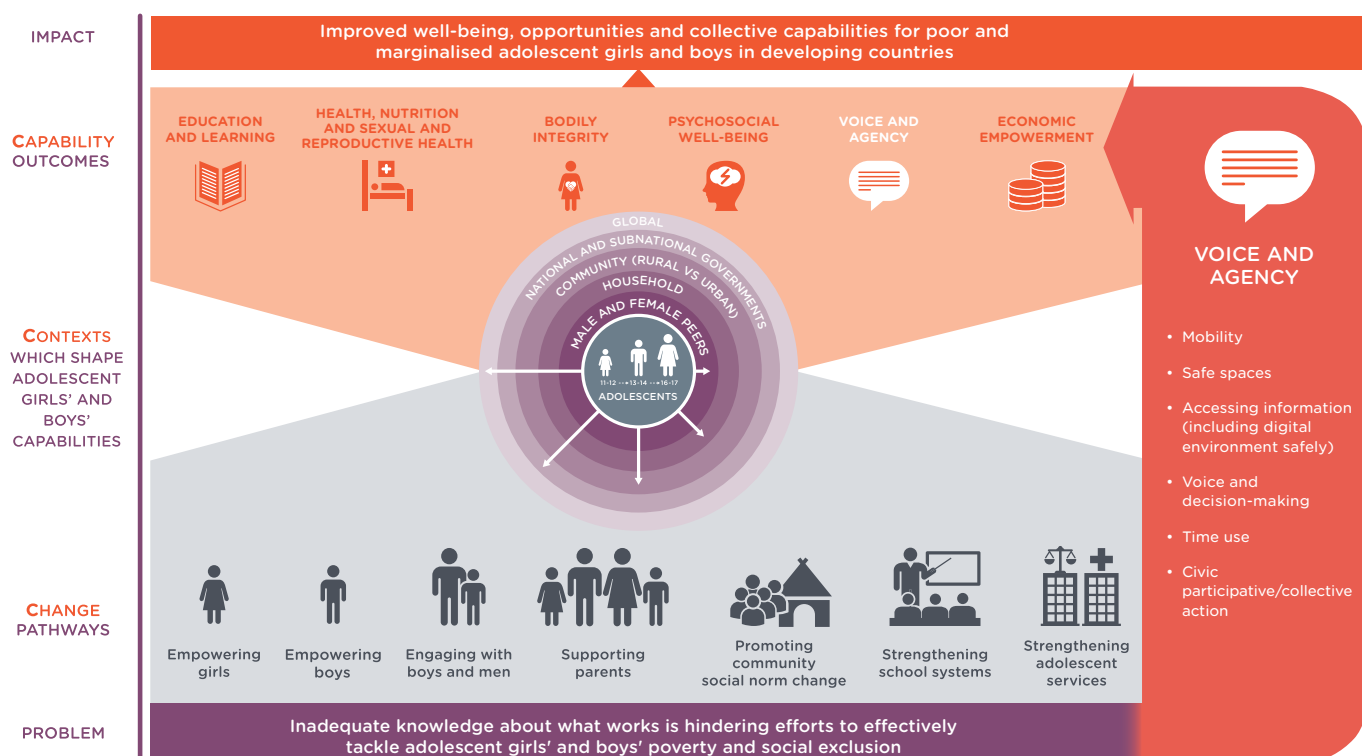 IMPACT
Improved well-being, opportunities and collective capabilities for poor and
marginalised adolescent girls and boys in developing countries
CAPABILITY
OUTCOMES
EDUCATION
AND LEARNING
HEALTH, NUTRITION
AND SEXUAL AND
REPRODUCTIVE HEALTH
BODILY
INTEGRITY
PSYCHOSOCIAL
WELL-BEING
VOICE AND
AGENCY
ECONOMIC
EMPOWERMENT
CONTEXTS
WHICH SHAPE
ADOLESCENT
GIRLS' AND
BOYS'
CAPABILITIES
GLOBAL
NATIONAL AND SUBNATIONAL GOVERNMENTS
COMMUNITY (RURAL VS URBAN)
HOUSEHOLD
MALE AND FEMALE PEERS
11-12 13-14 16-17
ADOLESCENTS
CHANGE
PATHWAYS
Empowering
girls
Empowering
boys
Engaging with
boys and men
Supporting
parents
Promoting
community
social norm change
Strengthening
school systems
Strengthening
adolescent
services
PROBLEM
Inadequate knowledge about what works is hindering efforts to effectively
tackle adolescent girls' and boys' poverty and social exclusion
VOICE AND
AGENCY
• Mobility
• Safe spaces
• Accessing information
(including digital
environment safely)
• Voice and
decision-making
• Time use
• Civic
participative/collective
action